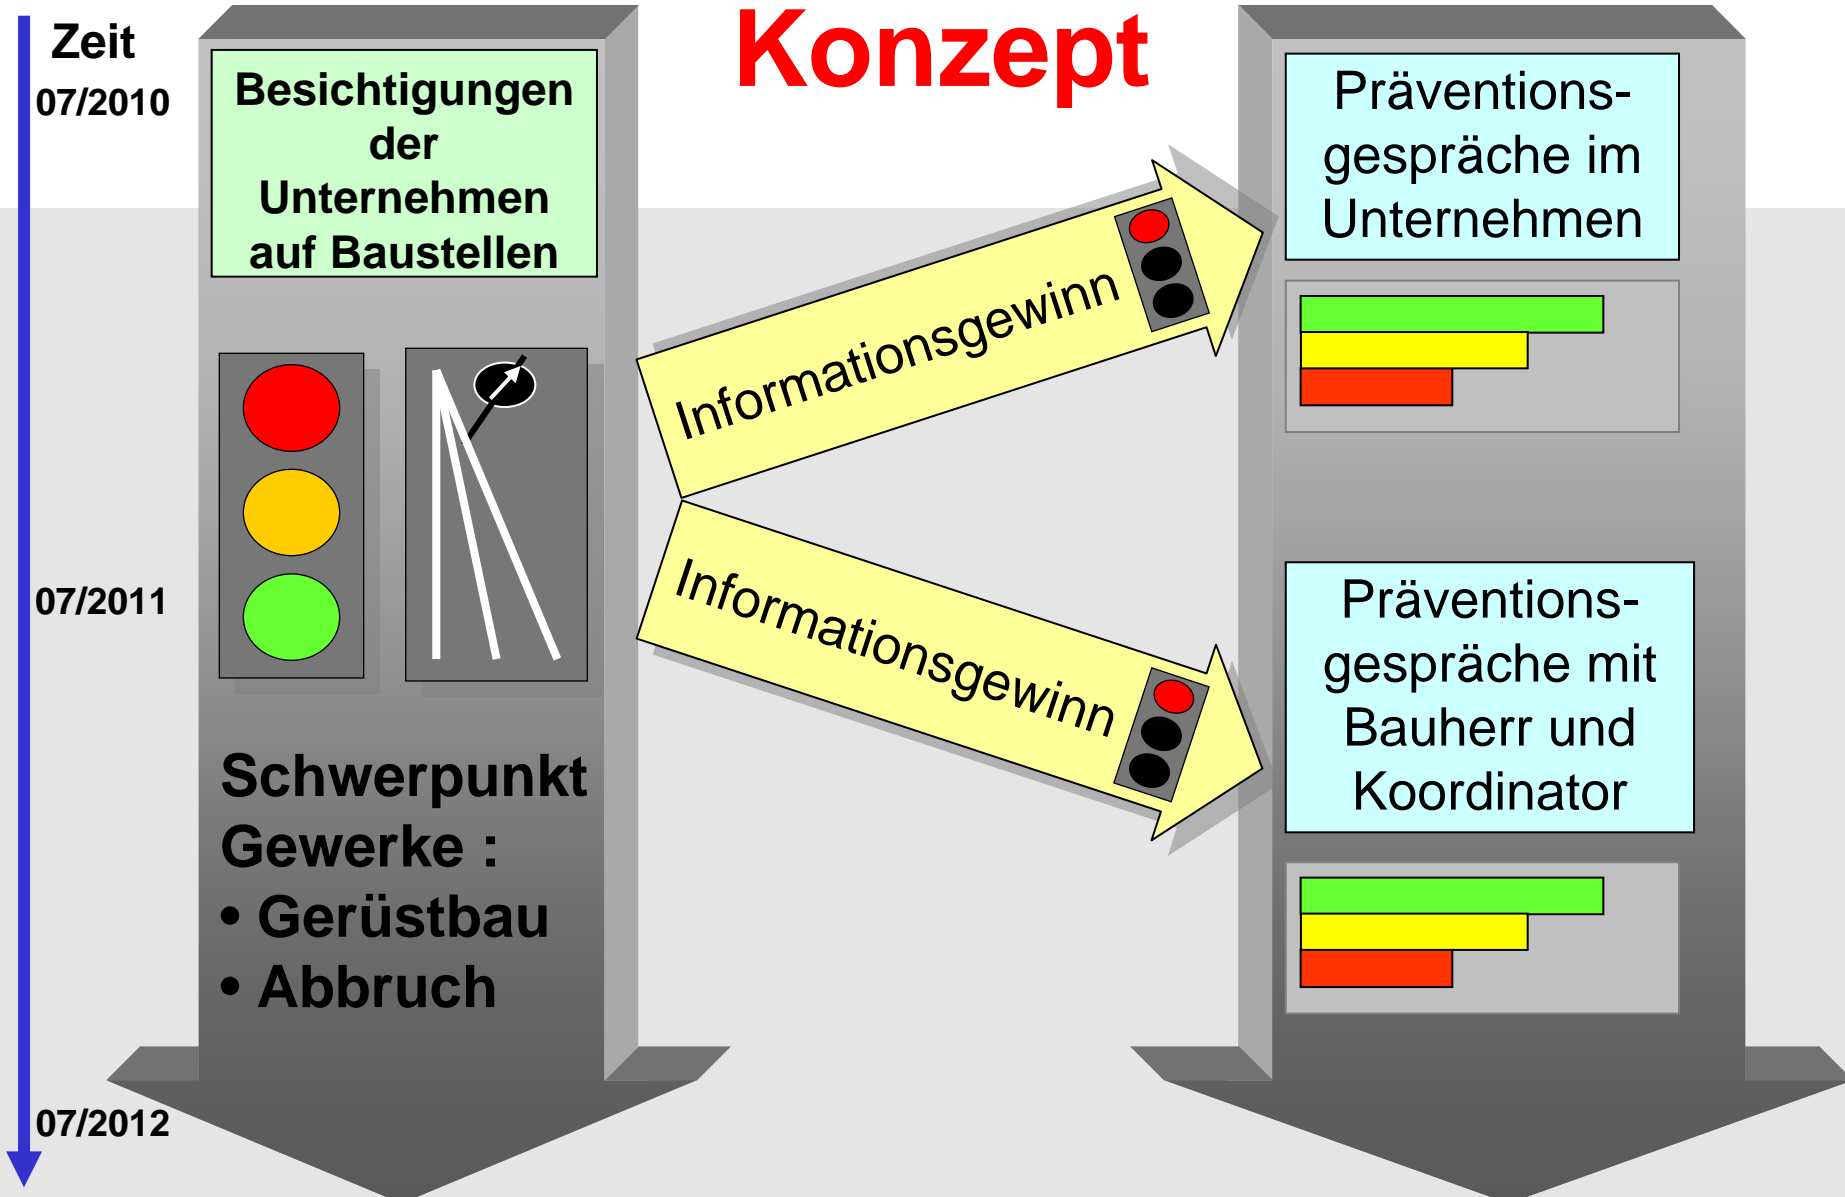 Konzept
Zeit
07/2010
07/2011
07/2012
Besichtigungen
der
Unternehmen
auf Baustellen
Schwerpunkt
Gewerke :
• Gerüstbau
• Abbruch
Informationsgewinn
Informationsgewinn
Präventions-
gespräche im
Unternehmen
Präventions-
gespräche mit
Bauherr und
Koordinator